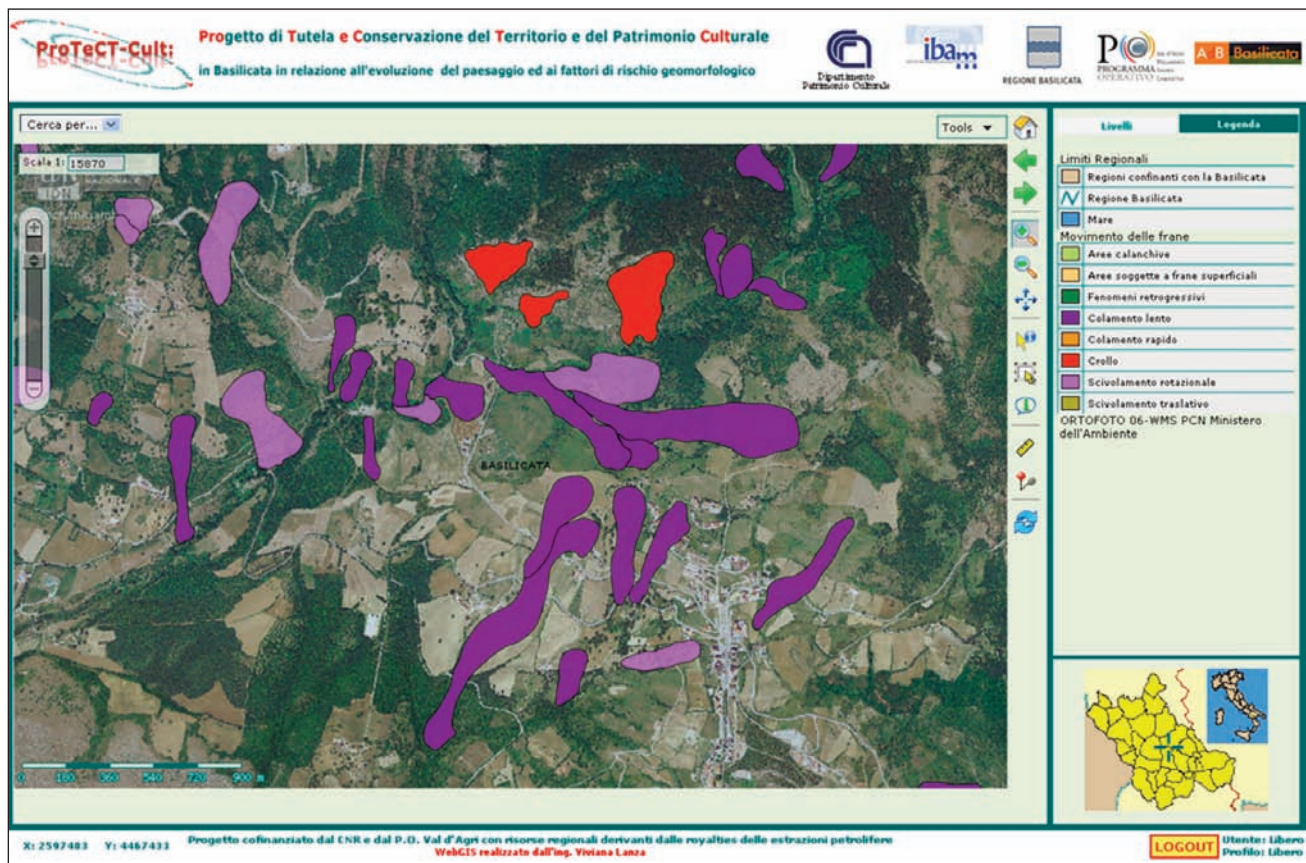 ProTeCT-Cult:
Progetto di Tutela e Conservazione del Territorio e del Patrimonio Culturale
in Basilicata in relazione all'evoluzione del paesaggio ed ai fattori di rischio geomorfologico
Dipartimento
Patrimonio Culturale
ibam
REGIONE BASILICATA
PROGRAMMA
OPERATIVO
Basilicata
Cerca per...
Tools
Scala 1: 15870
BASILICATA
0 180 360 540 720 900 m
Livelli
Legenda
Limiti Regionali
Regioni confinanti con la Basilicata
Regione Basilicata
Mare
Movimento delle frane
Aree calanchive
Aree soggette a frane superficiali
Fenomeni retrogressivi
Colamento lento
Colamento rapido
Crollo
Scivolamento rotazionale
Scivolamento traslativo
ORTOFOTO 06-WMS PCN Ministero
dell'Ambiente
X: 2597483 Y: 4467433
Progetto cofinanziato dal CNR e dal P.O. Val d'Agri con risorse regionali derivanti dalle royalties delle estrazioni petrolifere
WebGIS realizzato dall'ing. Viviana Lanza
LOGOUT
Utente: Libero
Profilo: Libero